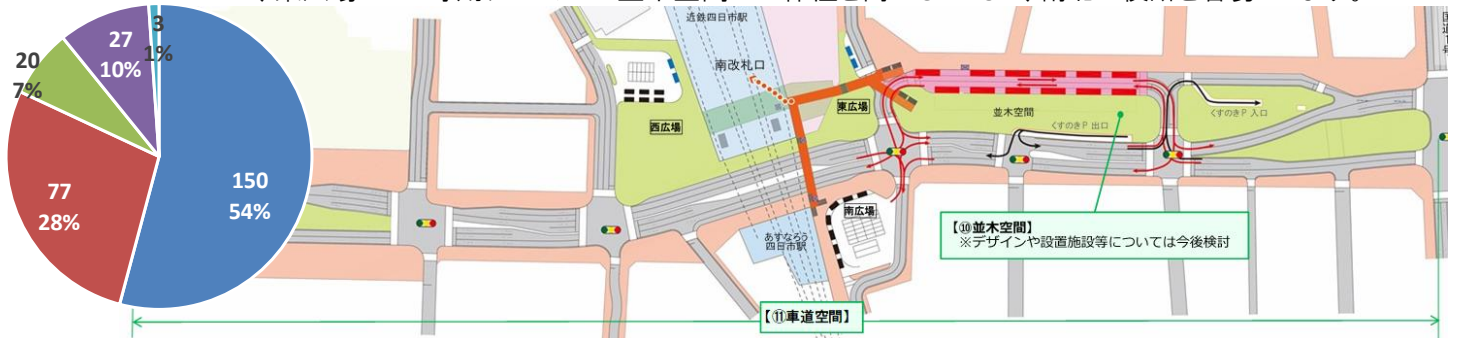 3
1%
27
10%
20
7%
77
28%
150
54%
近鉄四日市駅
南改札口
西広場
東広場
並木空間
くすのきP 出口
くすのきP 入口
国道1号
南広場
あすなろう
四日市駅
【⑩並木空間】
※デザインや設置施設等については今後検討
【⑪車道空間】